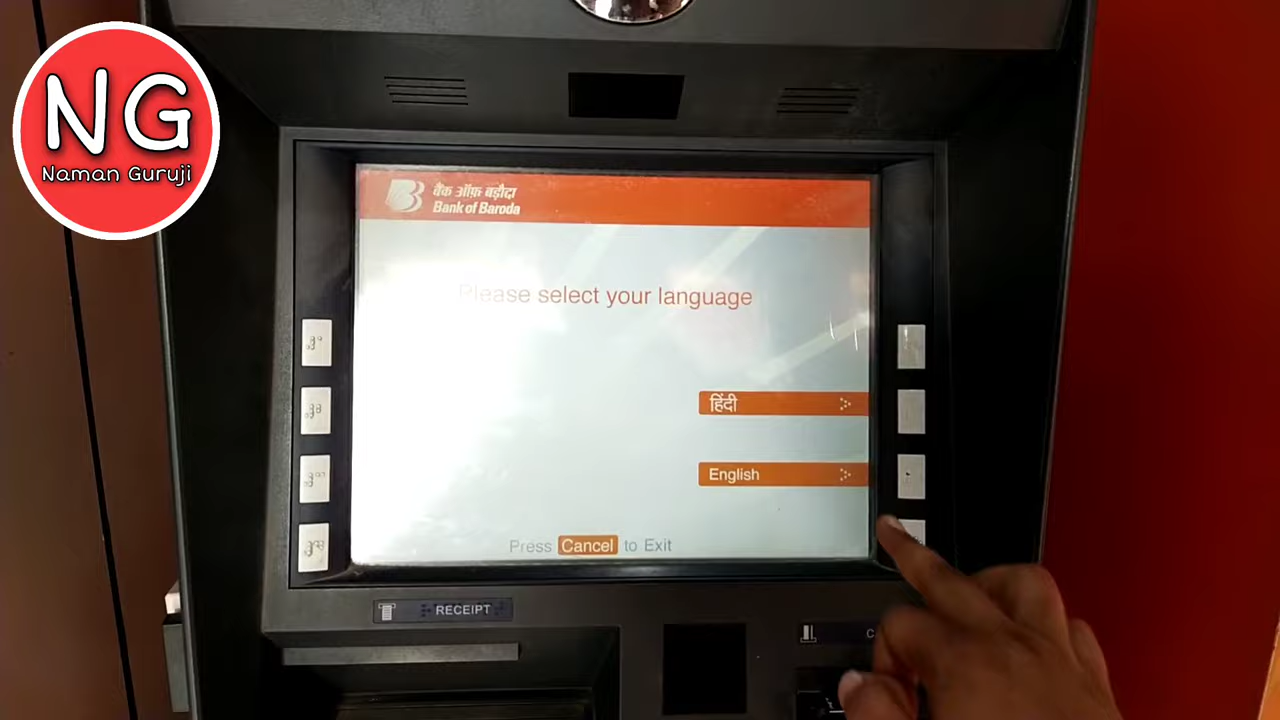 NG
Naman Guruji
बैंक ऑफ़ बड़ौदा
Bank of Baroda
Please select your language
हिंदी
English
Press Cancel to Exit
RECEIPT